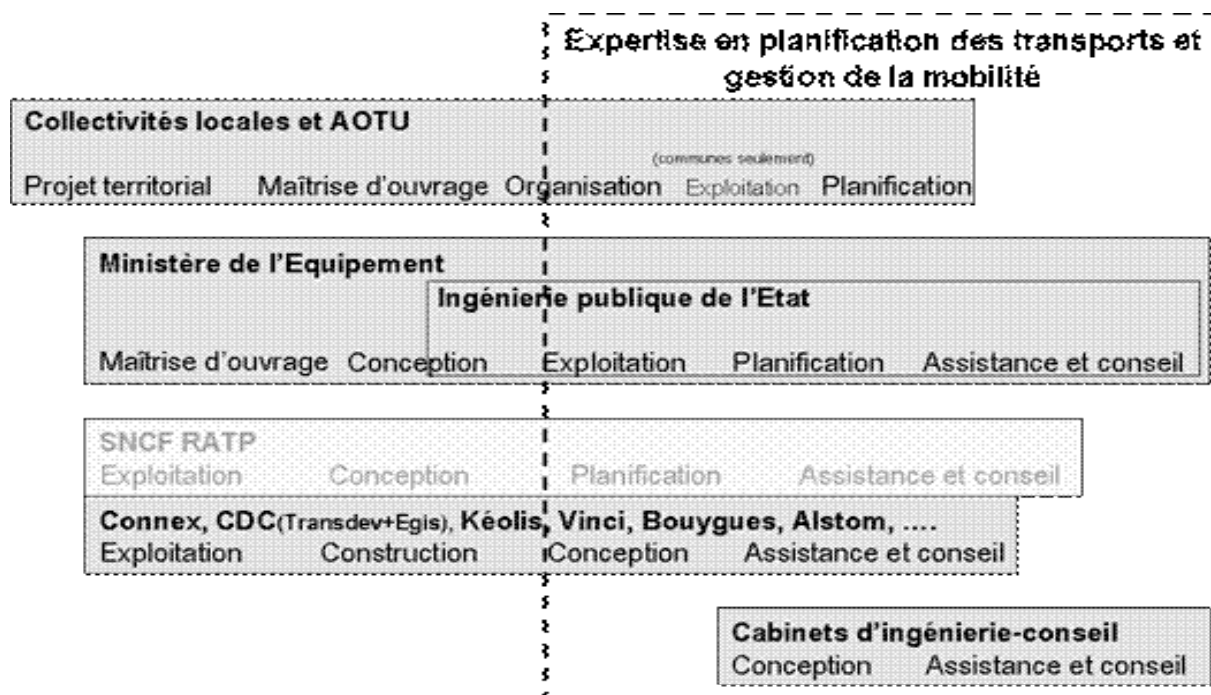 Expertise en planification des transports et
gestion de la mobilité
Collectivités locales et AOTU
(communes seulement)
Projet territorial Maîtrise d'ouvrage Organisation Exploitation Planification
Ministère de l'Equipement
Ingénierie publique de l'Etat
Maîtrise d'ouvrage Conception Exploitation Planification Assistance et conseil
SNCF RATP
Exploitation Conception Planification Assistance et conseil
Connex, CDC(Transdev+Egis), Kéolis, Vinci, Bouygues, Alstom, ....
Exploitation Construction Conception Assistance et conseil
Cabinets d'ingénierie-conseil
Conception Assistance et conseil